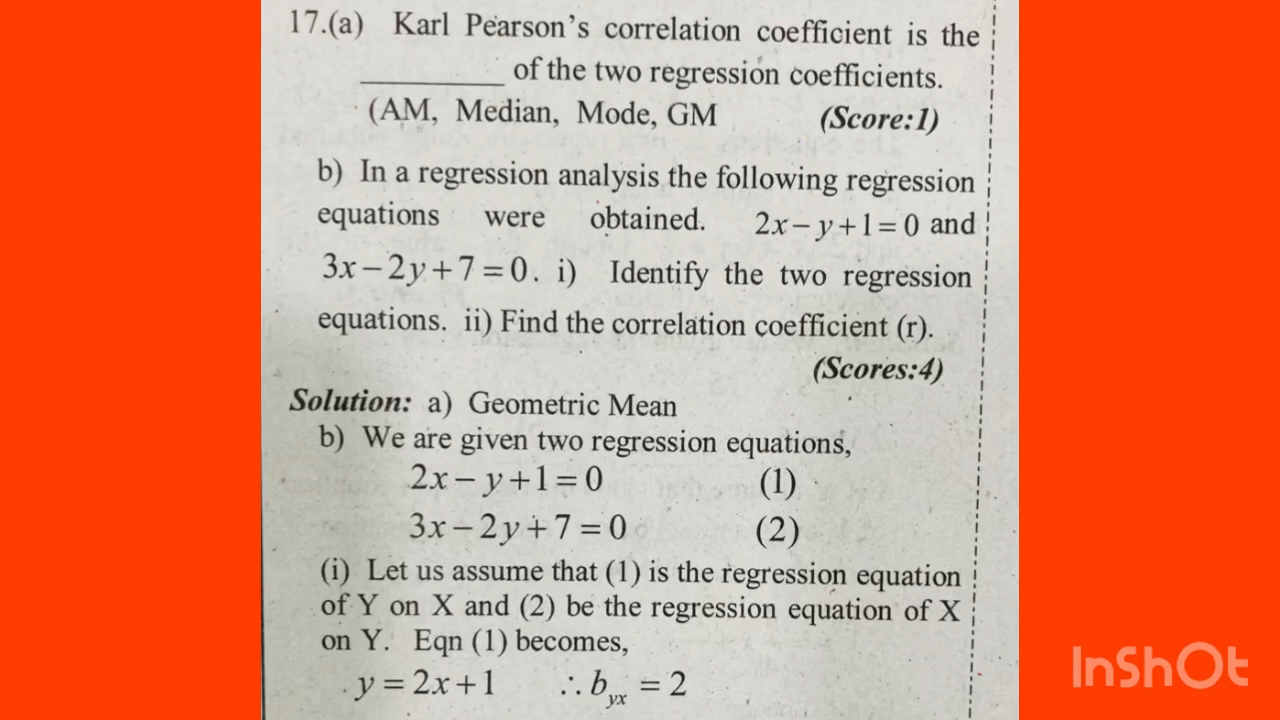 17.(a) Karl Pearson's correlation coefficient is the
__________ of the two regression coefficients.
(AM, Median, Mode, GM (Score:1)
b) In a regression analysis the following regression
equations were obtained. 2x – y + 1 = 0 and
3x – 2y + 7 = 0. i) Identify the two regression
equations. ii) Find the correlation coefficient (r).
(Scores:4)
Solution: a) Geometric Mean
b) We are given two regression equations,
2x – y + 1 = 0 (1)
3x – 2y + 7 = 0 (2)
(i) Let us assume that (1) is the regression equation
of Y on X and (2) be the regression equation of X
on Y. Eqn (1) becomes,
y = 2x + 1 ∴ b_yx = 2
InShOt